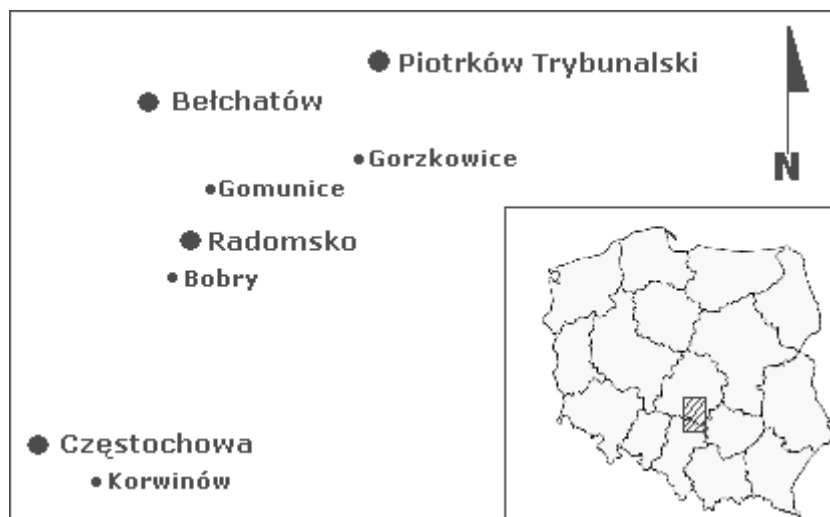 Piotrków Trybunalski
Bełchatów
Gorzkowice
N
Gomunice
Radomsko
Bobry
Częstochowa
Korwinów